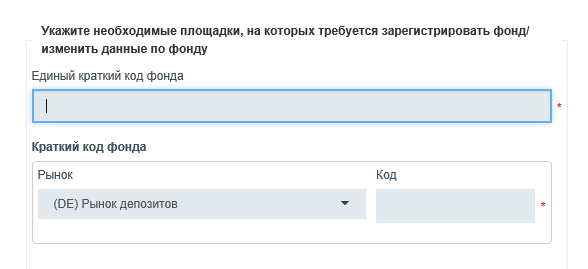 Укажите необходимые площадки, на которых требуется зарегистрировать фонд/
изменить данные по фонду
Единый краткий код фонда
*
Краткий код фонда
Рынок Код
(DE) Рынок депозитов *